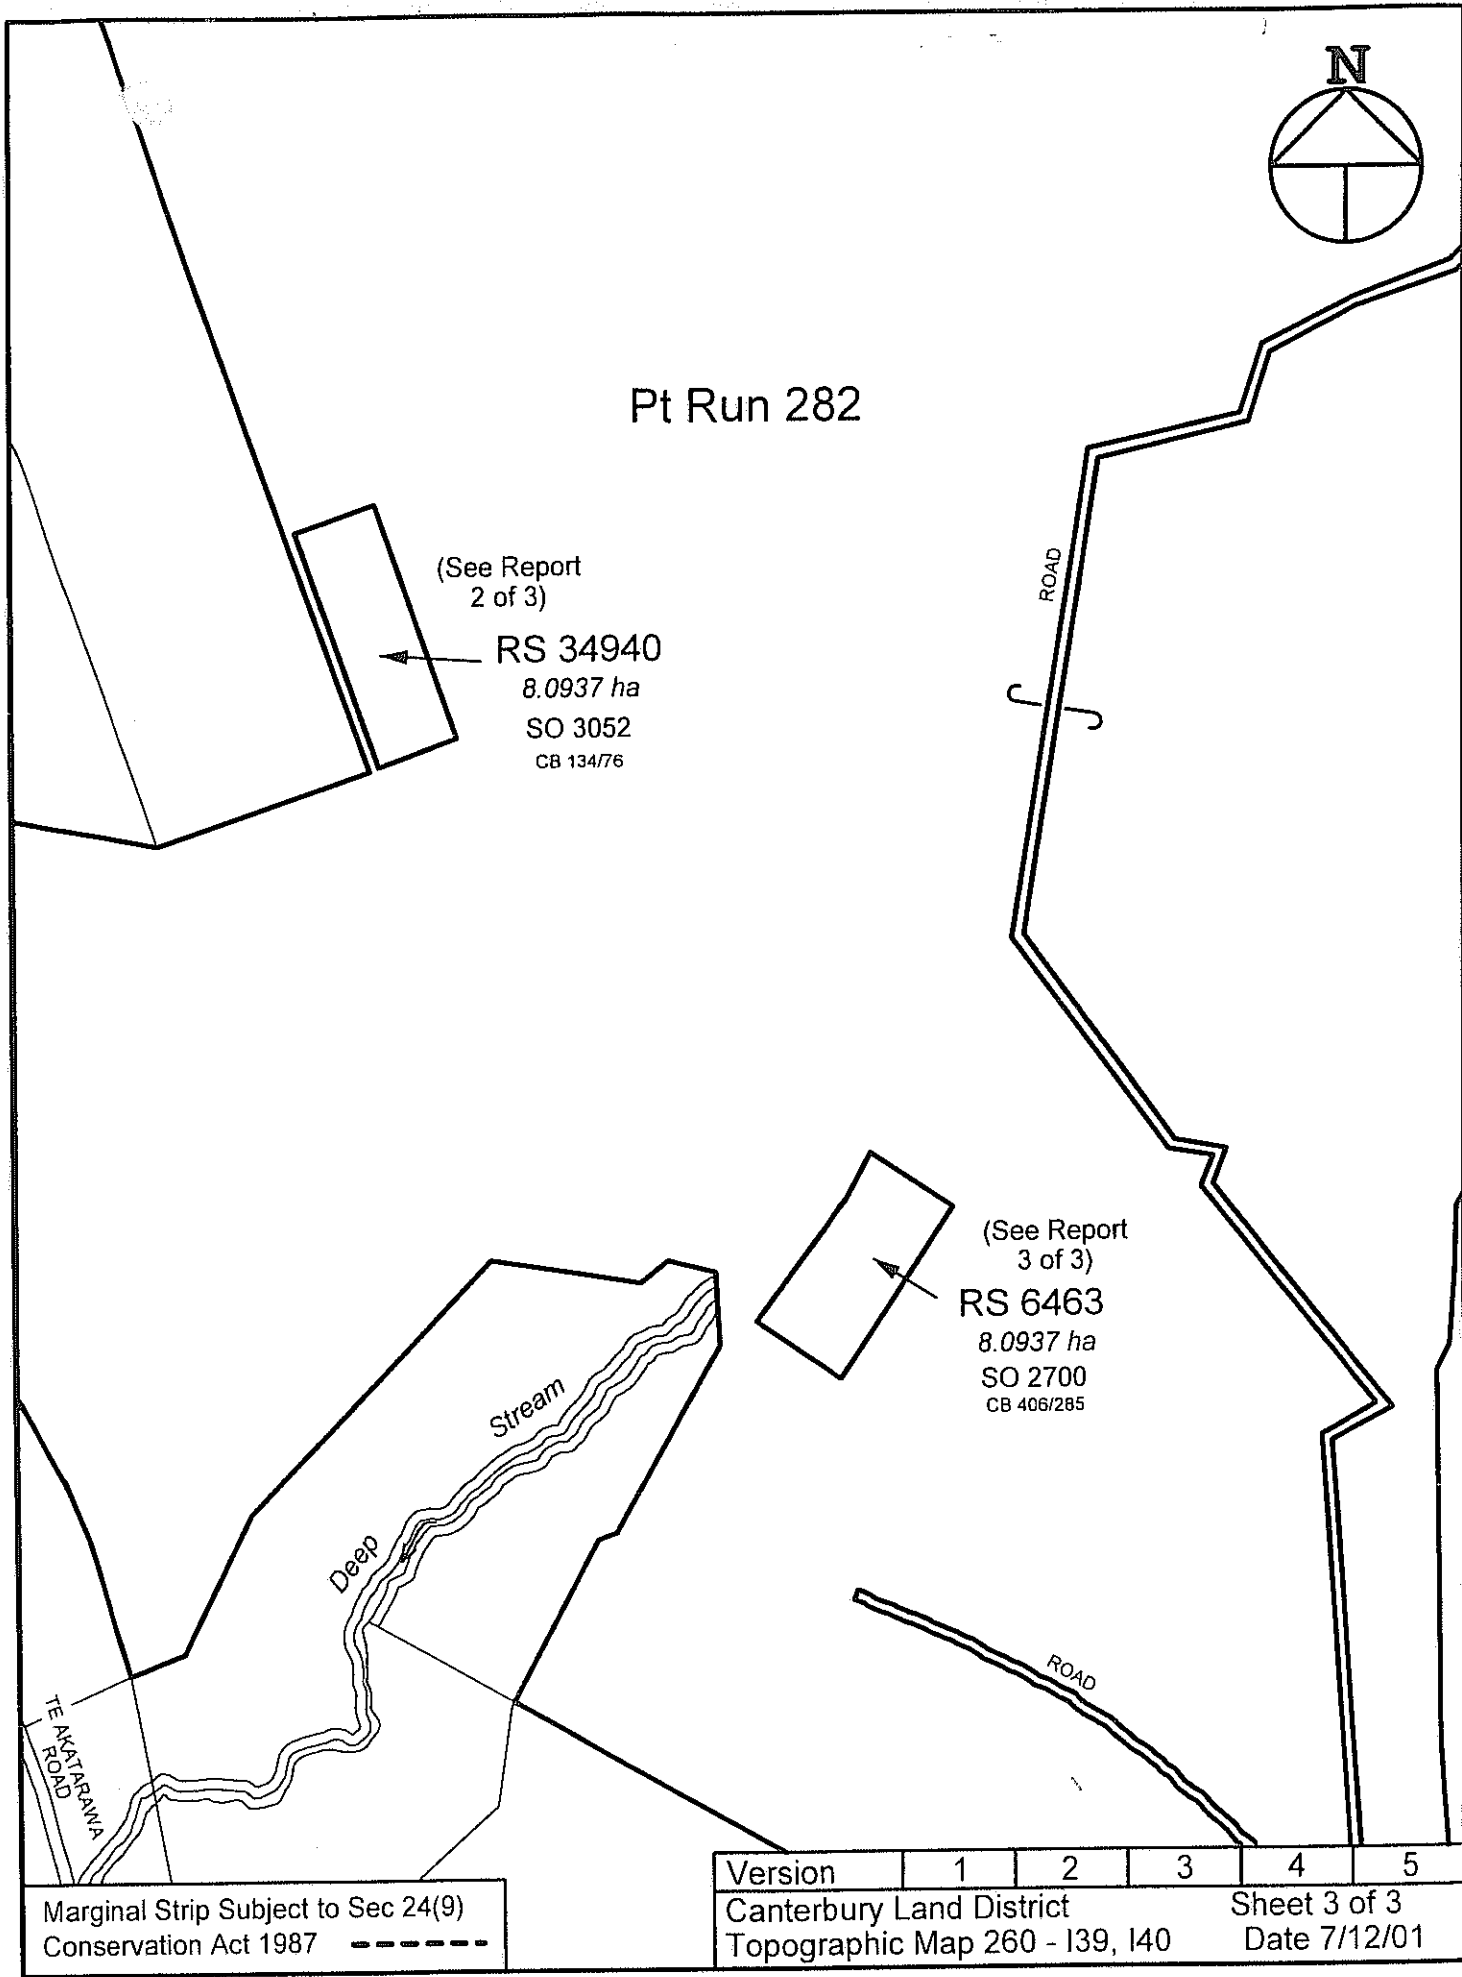 N
Pt Run 282
(See Report
2 of 3)
RS 34940
8.0937 ha
SO 3052
CB 134/76
ROAD
(See Report
3 of 3)
RS 6463
8.0937 ha
SO 2700
CB 406/285
Stream
Deep
ROAD
TE AKATARAWA
ROAD
Version 1 2 3 4 5
Canterbury Land District Sheet 3 of 3
Topographic Map 260 - I39, I40 Date 7/12/01
Marginal Strip Subject to Sec 24(9)
Conservation Act 1987